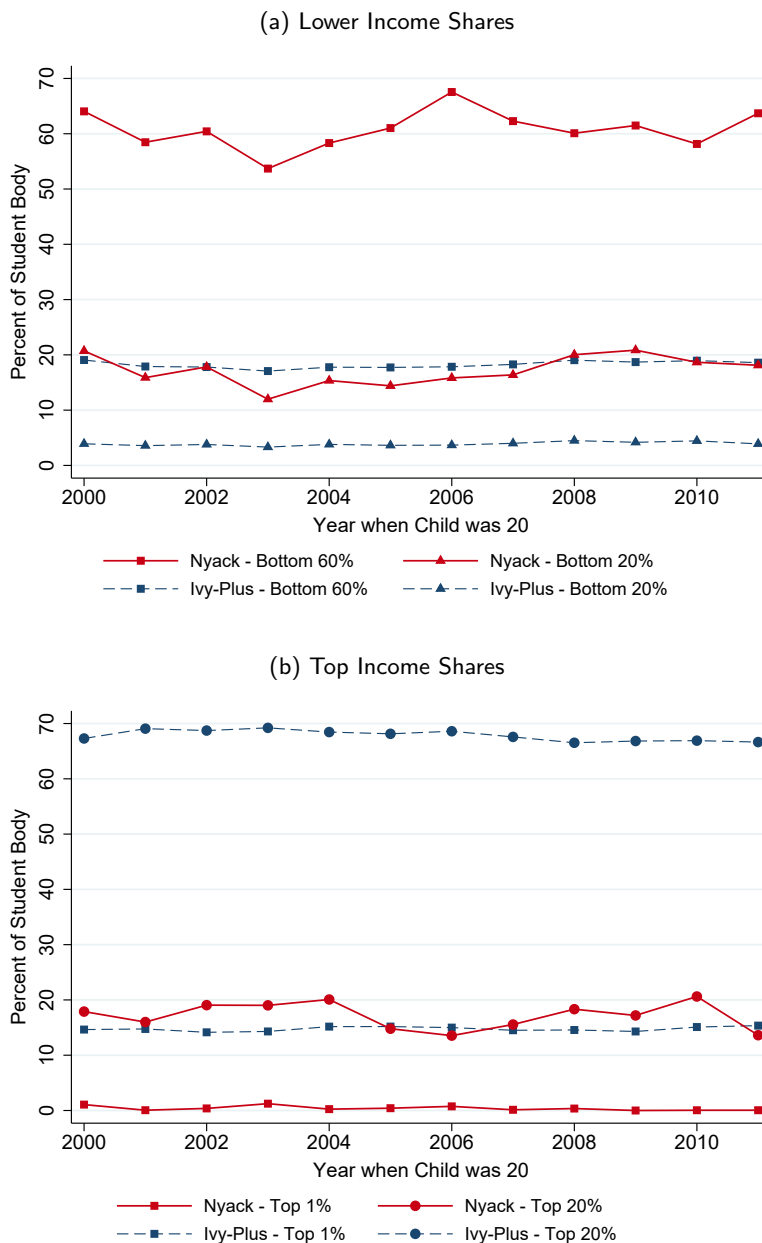 (a) Lower Income Shares
Percent of Student Body
70
60
50
40
30
20
10
0
2000 2002 2004 2006 2008 2010
Year when Child was 20
Nyack - Bottom 60% Nyack - Bottom 20%
Ivy-Plus - Bottom 60% Ivy-Plus - Bottom 20%
(b) Top Income Shares
Percent of Student Body
70
60
50
40
30
20
10
0
2000 2002 2004 2006 2008 2010
Year when Child was 20
Nyack - Top 1% Nyack - Top 20%
Ivy-Plus - Top 1% Ivy-Plus - Top 20%